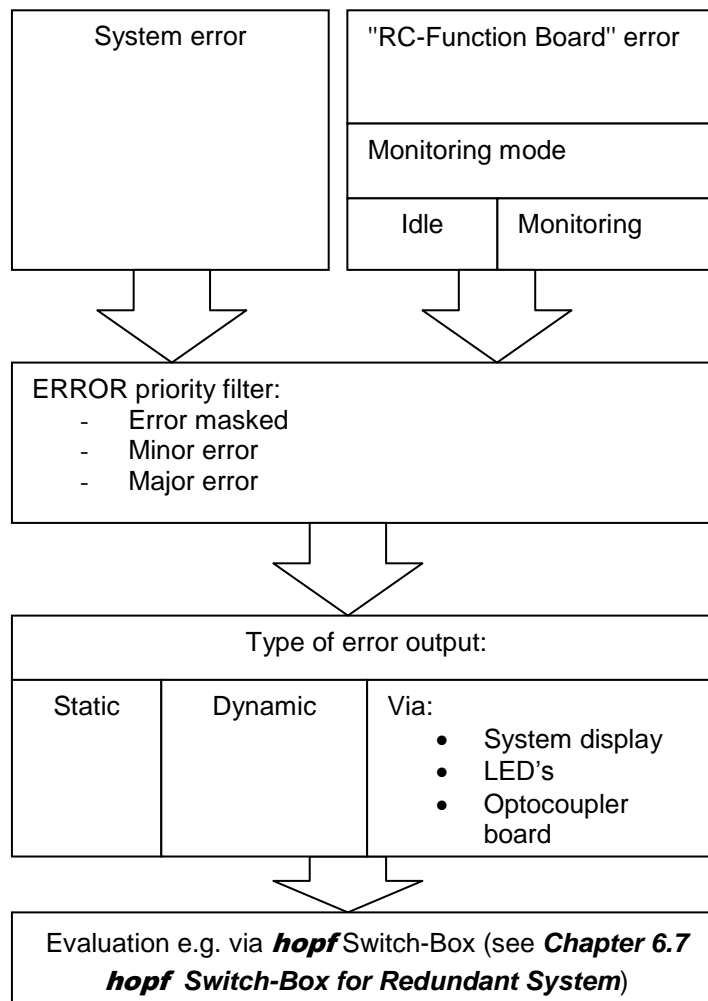 System error
"RC-Function Board" error
Monitoring mode
Idle
Monitoring
ERROR priority filter:
- Error masked
- Minor error
- Major error
Type of error output:
Static
Dynamic
Via:
• System display
• LED's
• Optocoupler
board
Evaluation e.g. via hopf Switch-Box (see Chapter 6.7
hopf Switch-Box for Redundant System)